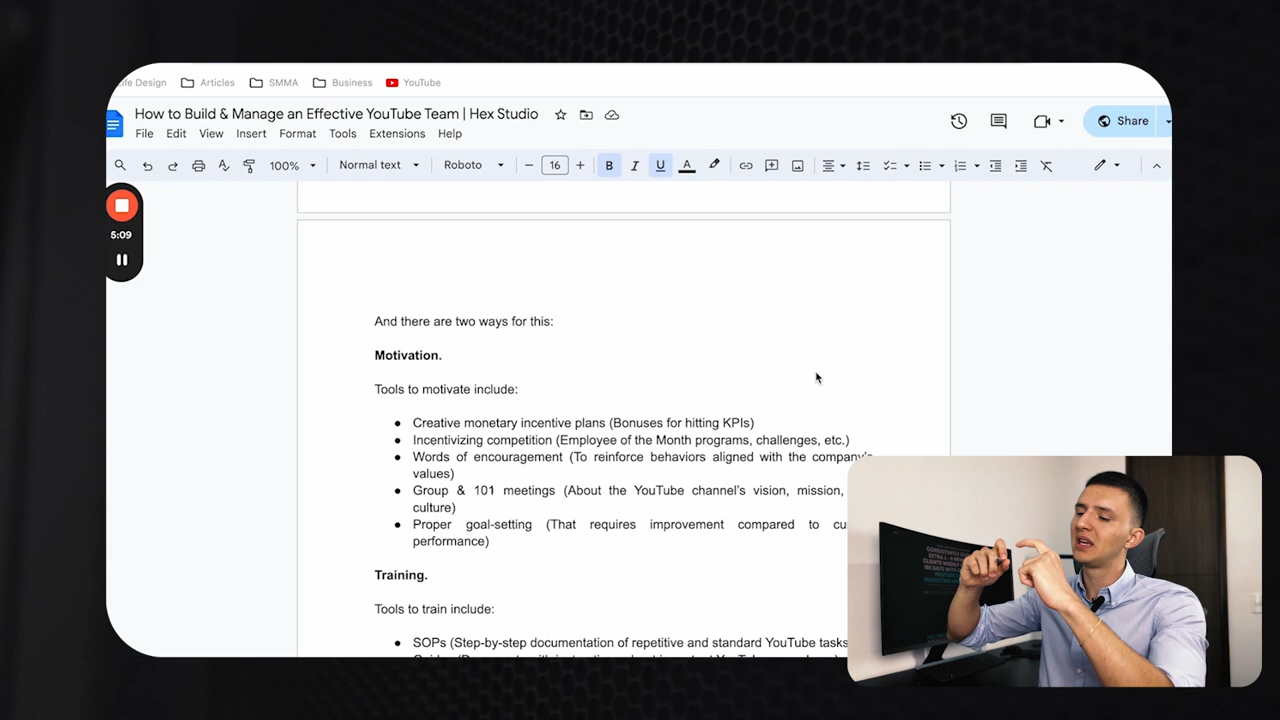 Life Design Articles SMMA Business YouTube
How to Build & Manage an Effective YouTube Team | Hex Studio
File Edit View Insert Format Tools Extensions Help
Share
100% Normal text Roboto 16 B I U A
5:09
And there are two ways for this:
Motivation.
Tools to motivate include:
● Creative monetary incentive plans (Bonuses for hitting KPIs)
● Incentivizing competition (Employee of the Month programs, challenges, etc.)
● Words of encouragement (To reinforce behaviors aligned with the company's
values)
● Group & 101 meetings (About the YouTube channel's vision, mission,
culture)
● Proper goal-setting (That requires improvement compared to
performance)
Training.
Tools to train include:
● SOPs (Step-by-step documentation of repetitive and standard YouTube tasks
CONSISTENTLY